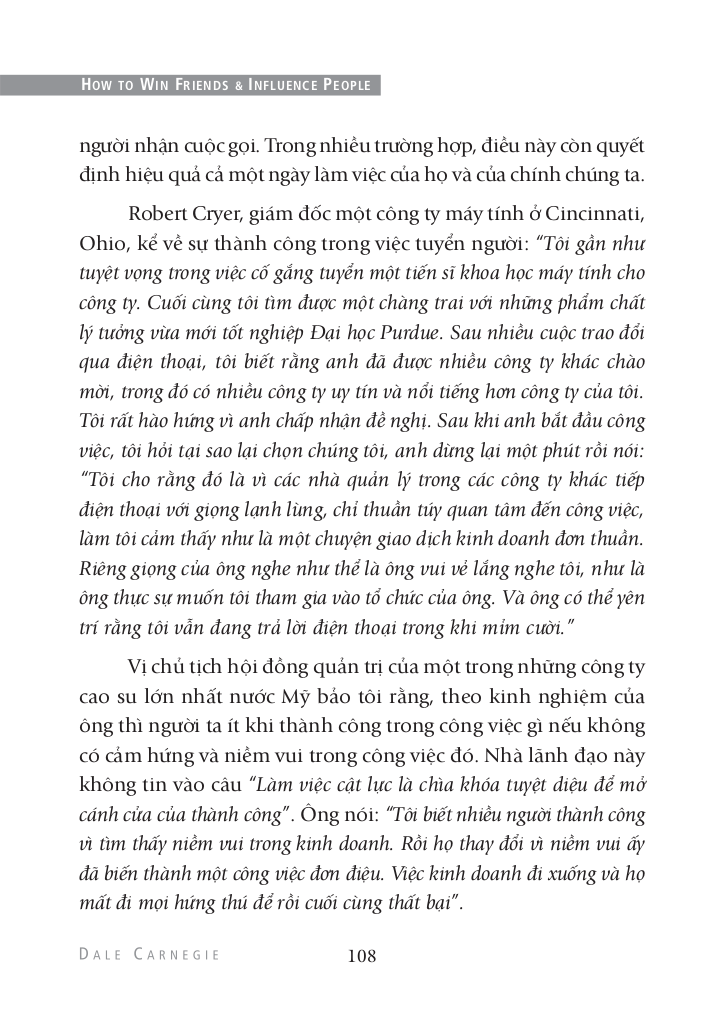 HOW TO WIN FRIENDS & INFLUENCE PEOPLE
người nhận cuộc gọi. Trong nhiều trường hợp, điều này còn quyết
định hiệu quả cả một ngày làm việc của họ và của chính chúng ta.
Robert Cryer, giám đốc một công ty máy tính ở Cincinnati,
Ohio, kể về sự thành công trong việc tuyển người: “Tôi gần như
tuyệt vọng trong việc cố gắng tuyển một tiến sĩ khoa học máy tính cho
công ty. Cuối cùng tôi tìm được một chàng trai với những phẩm chất
lý tưởng vừa mới tốt nghiệp Đại học Purdue. Sau nhiều cuộc trao đổi
qua điện thoại, tôi biết rằng anh đã được nhiều công ty khác chào
mời, trong đó có nhiều công ty uy tín và nổi tiếng hơn công ty của tôi.
Tôi rất hào hứng vì anh chấp nhận đề nghị. Sau khi anh bắt đầu công
việc, tôi hỏi tại sao lại chọn chúng tôi, anh dừng lại một phút rồi nói:
“Tôi cho rằng đó là vì các nhà quản lý trong các công ty khác tiếp
điện thoại với giọng lạnh lùng, chỉ thuần túy quan tâm đến công việc,
làm tôi cảm thấy như là một chuyện giao dịch kinh doanh đơn thuần.
Riêng giọng của ông nghe như thể là ông vui vẻ lắng nghe tôi, như là
ông thực sự muốn tôi tham gia vào tổ chức của ông. Và ông có thể yên
trí rằng tôi vẫn đang trả lời điện thoại trong khi mỉm cười.”
Vị chủ tịch hội đồng quản trị của một trong những công ty
cao su lớn nhất nước Mỹ bảo tôi rằng, theo kinh nghiệm của
ông thì người ta ít khi thành công trong công việc gì nếu không
có cảm hứng và niềm vui trong công việc đó. Nhà lãnh đạo này
không tin vào câu “Làm việc cật lực là chìa khóa tuyệt diệu để mở
cánh cửa của thành công”. Ông nói: “Tôi biết nhiều người thành công
vì tìm thấy niềm vui trong kinh doanh. Rồi họ thay đổi vì niềm vui ấy
đã biến thành một công việc đơn điệu. Việc kinh doanh đi xuống và họ
mất đi mọi hứng thú để rồi cuối cùng thất bại”.
DALE CARNEGIE 108